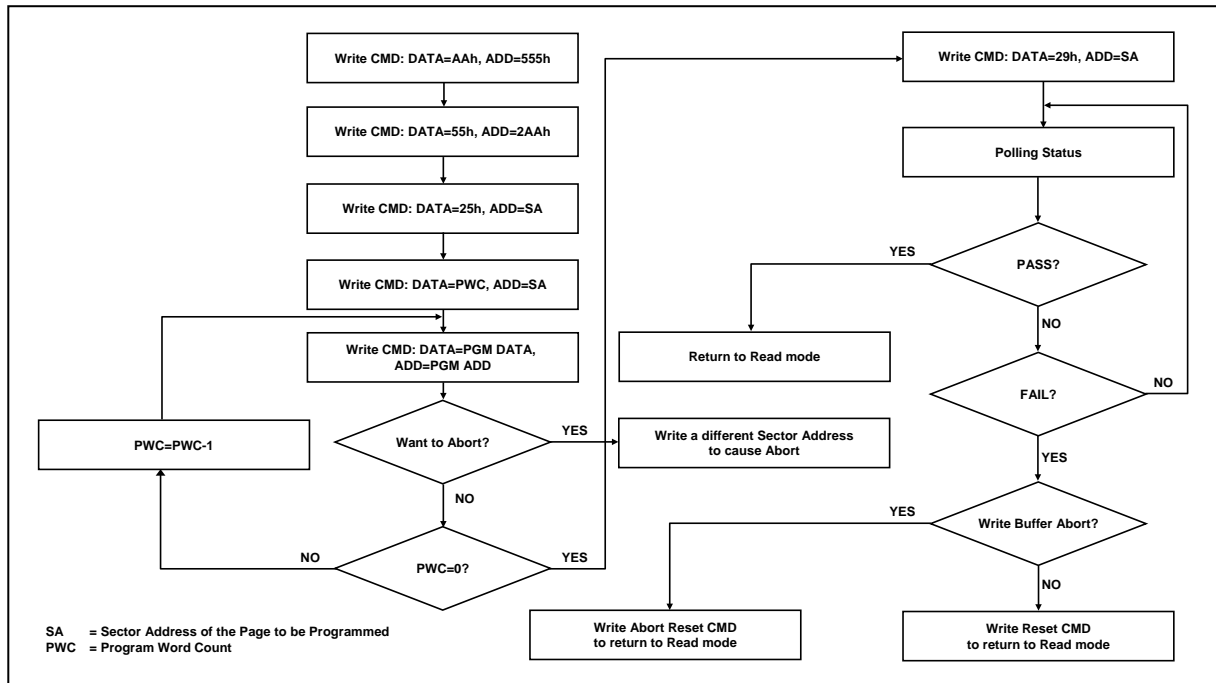 Write CMD: DATA=AAh, ADD=555h
Write CMD: DATA=55h, ADD=2AAh
Write CMD: DATA=25h, ADD=SA
Write CMD: DATA=PWC, ADD=SA
Write CMD: DATA=PGM DATA,
ADD=PGM ADD
PWC=PWC-1
Want to Abort?
YES
Write a different Sector Address
to cause Abort
NO
NO
PWC=0?
YES
Write CMD: DATA=29h, ADD=SA
Polling Status
YES
PASS?
Return to Read mode
NO
FAIL?
NO
YES
YES
Write Buffer Abort?
NO
Write Abort Reset CMD
to return to Read mode
Write Reset CMD
to return to Read mode
SA = Sector Address of the Page to be Programmed
PWC = Program Word Count